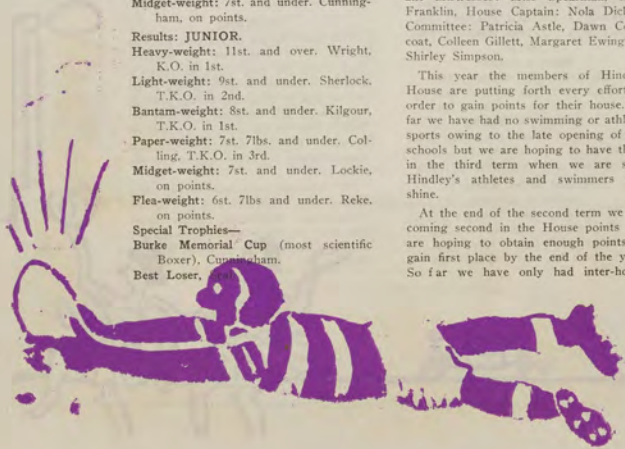 Midget-weight: 7st. and under. Cunning-
ham, on points.
Results: JUNIOR.
Heavy-weight: 11st. and over. Wright,
K.O. in 1st.
Light-weight: 9st. and under. Sherlock,
T.K.O. in 2nd.
Bantam-weight: 8st. and under. Kilgour,
T.K.O. in 1st.
Paper-weight: 7st. 7lbs. and under. Col-
ling, T.K.O. in 3rd.
Midget-weight: 7st. and under. Lockie,
on points.
Flea-weight: 6st. 7lbs and under. Reke,
on points.
Special Trophies—
Burke Memorial Cup (most scientific
Boxer), Cunningham.
Best Loser,
Franklin, House Captain: Nola Dick
Committee: Patricia Astle, Dawn Co
coat, Colleen Gillett, Margaret Ewing
Shirley Simpson.
This year the members of Hind
House are putting forth every effort
order to gain points for their house.
far we have had no swimming or athl
sports owing to the late opening of
schools but we are hoping to have th
in the third term when we are s
Hindley's athletes and swimmers
shine.
At the end of the second term we
coming second in the House points
are hoping to obtain enough points
gain first place by the end of the y
So far we have only had inter-ho